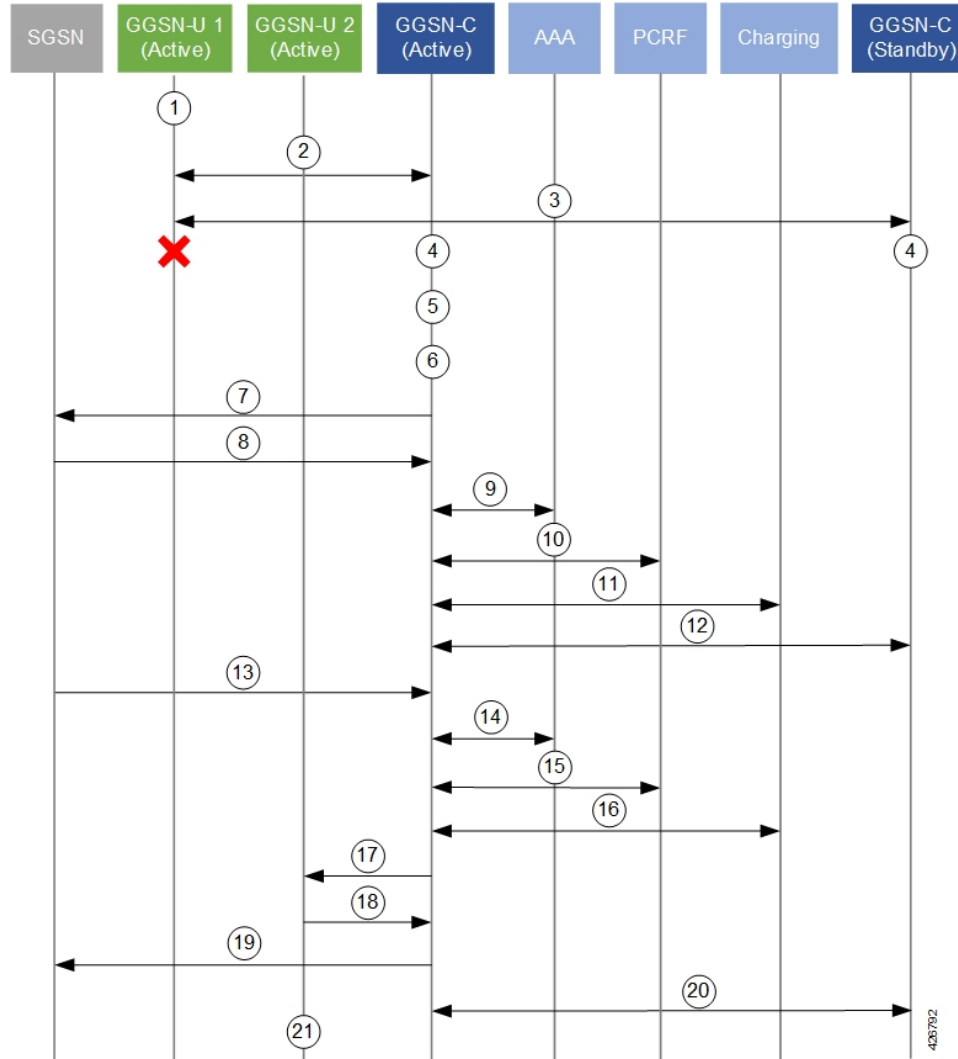 SGSN
GGSN-U 1
(Active)
GGSN-U 2
(Active)
GGSN-C
(Active)
AAA
PCRF
Charging
GGSN-C
(Standby)
1
2
3
4
4
5
6
7
8
9
10
11
12
13
14
15
16
17
18
19
20
21
426792